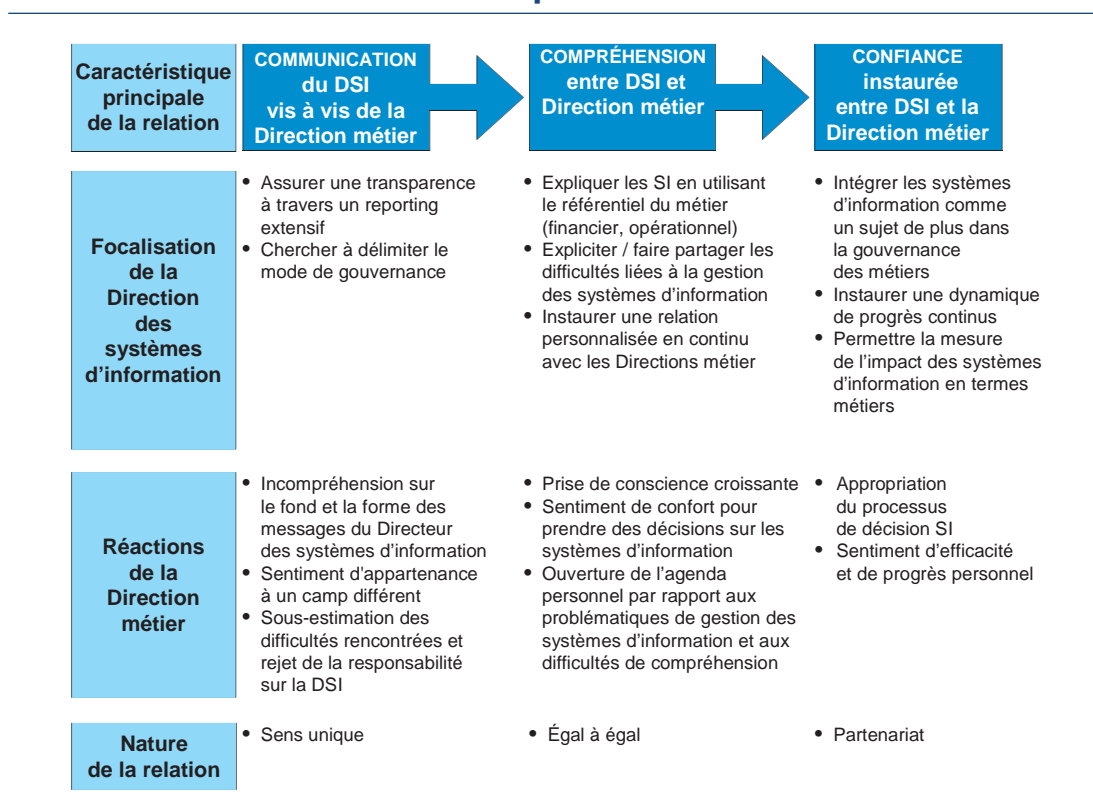 Caractéristique
principale
de la relation
COMMUNICATION
du DSI
vis à vis de la
Direction métier
COMPRÉHENSION
entre DSI et
Direction métier
CONFIANCE
instaurée
entre DSI et la
Direction métier
Focalisation
de la
Direction
des
systèmes
d’information
• Assurer une transparence
à travers un reporting
extensif
• Chercher à délimiter le
mode de gouvernance
• Expliquer les SI en utilisant
le référentiel du métier
(financier, opérationnel)
• Expliciter / faire partager les
difficultés liées à la gestion
des systèmes d’information
• Instaurer une relation
personnalisée en continu
avec les Directions métier
• Intégrer les systèmes
d’information comme
un sujet de plus dans
la gouvernance
des métiers
• Instaurer une dynamique
de progrès continus
• Permettre la mesure
de l’impact des systèmes
d’information en termes
métiers
Réactions
de la
Direction
métier
• Incompréhension sur
le fond et la forme des
messages du Directeur
des systèmes d’information
• Sentiment d'appartenance
à un camp différent
• Sous-estimation des
difficultés rencontrées et
rejet de la responsabilité
sur la DSI
• Prise de conscience croissante
• Sentiment de confort pour
prendre des décisions sur les
systèmes d’information
• Ouverture de l’agenda
personnel par rapport aux
problématiques de gestion des
systèmes d’information et aux
difficultés de compréhension
• Appropriation
du processus
de décision SI
• Sentiment d’efficacité
et de progrès personnel
Nature
de la relation
• Sens unique
• Égal à égal
• Partenariat